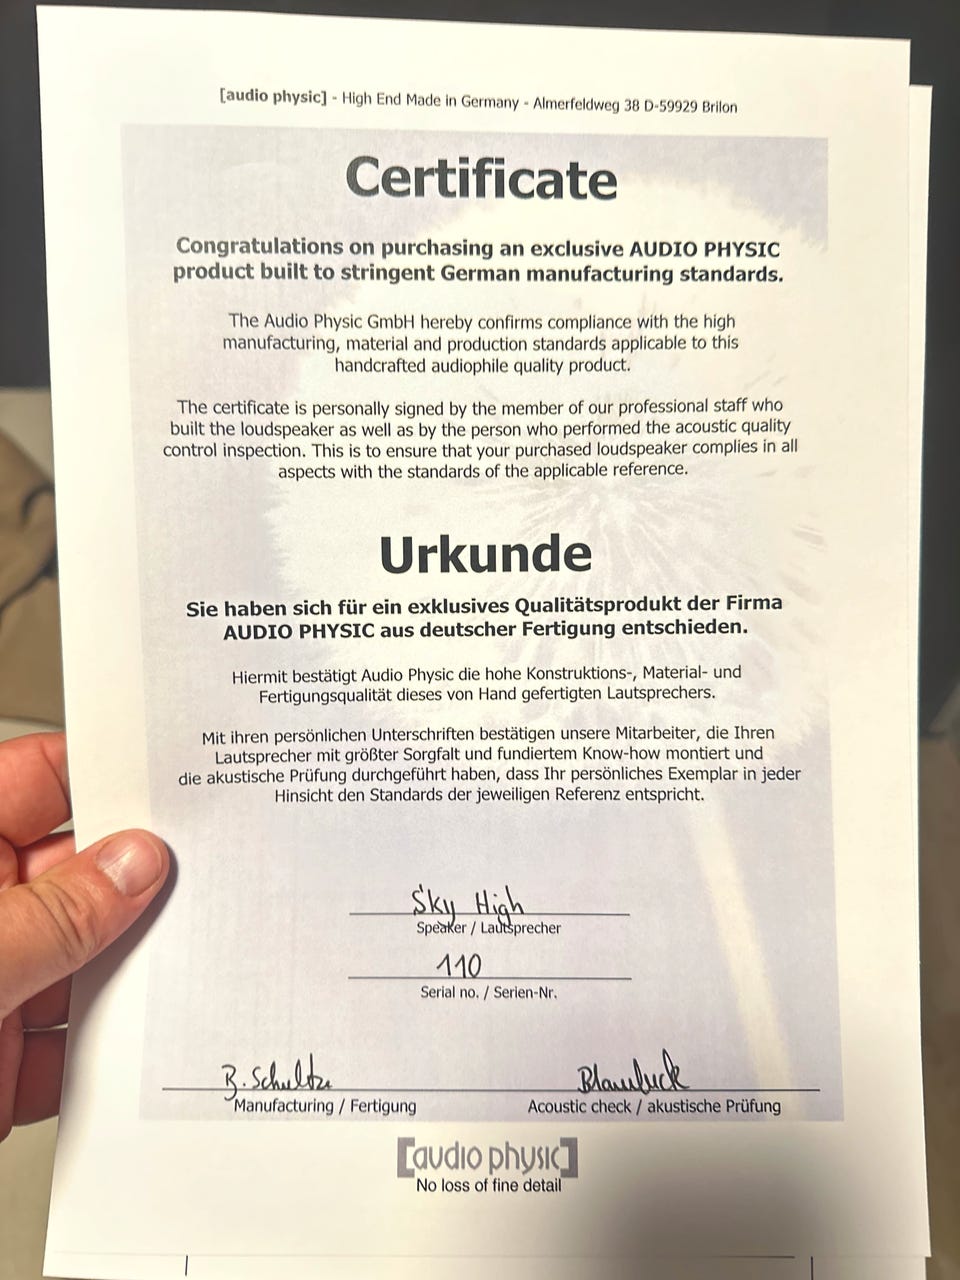 [audio physic] - High End Made in Germany - Almerfeldweg 38 D-59929 Brilon
Certificate
Congratulations on purchasing an exclusive AUDIO PHYSIC
product built to stringent German manufacturing standards.
The Audio Physic GmbH hereby confirms compliance with the high
manufacturing, material and production standards applicable to this
handcrafted audiophile quality product.
The certificate is personally signed by the member of our professional staff who
built the loudspeaker as well as by the person who performed the acoustic quality
control inspection. This is to ensure that your purchased loudspeaker complies in all
aspects with the standards of the applicable reference.
Urkunde
Sie haben sich für ein exklusives Qualitätsprodukt der Firma
AUDIO PHYSIC aus deutscher Fertigung entschieden.
Hiermit bestätigt Audio Physic die hohe Konstruktions-, Material- und
Fertigungsqualität dieses von Hand gefertigten Lautsprechers.
Mit ihren persönlichen Unterschriften bestätigen unsere Mitarbeiter, die Ihren
Lautsprecher mit größter Sorgfalt und fundiertem Know-how montiert und
die akustische Prüfung durchgeführt haben, dass Ihr persönliches Exemplar in jeder
Hinsicht den Standards der jeweiligen Referenz entspricht.
Sky High
Speaker / Lautsprecher
110
Serial no. / Serien-Nr.
B. Schultze
Manufacturing / Fertigung
Acoustic check / akustische Prüfung
[audio physic]
No loss of fine detail